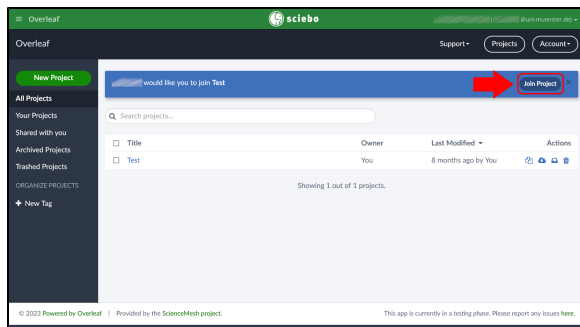 ≡ Overleaf
sciebo
@uni-muenster.de)
Overleaf
Support
Projects
Account
New Project
All Projects
Your Projects
Shared with you
Archived Projects
Trashed Projects
ORGANIZE PROJECTS
+ New Tag
would like you to join Test
Join Project ×
Search projects...
Title Owner Last Modified Actions
Test You 8 months ago by You
Showing 1 out of 1 projects.
© 2023 Powered by Overleaf | Provided by the ScienceMesh project.
This app is currently in a testing phase. Please report any issues here.